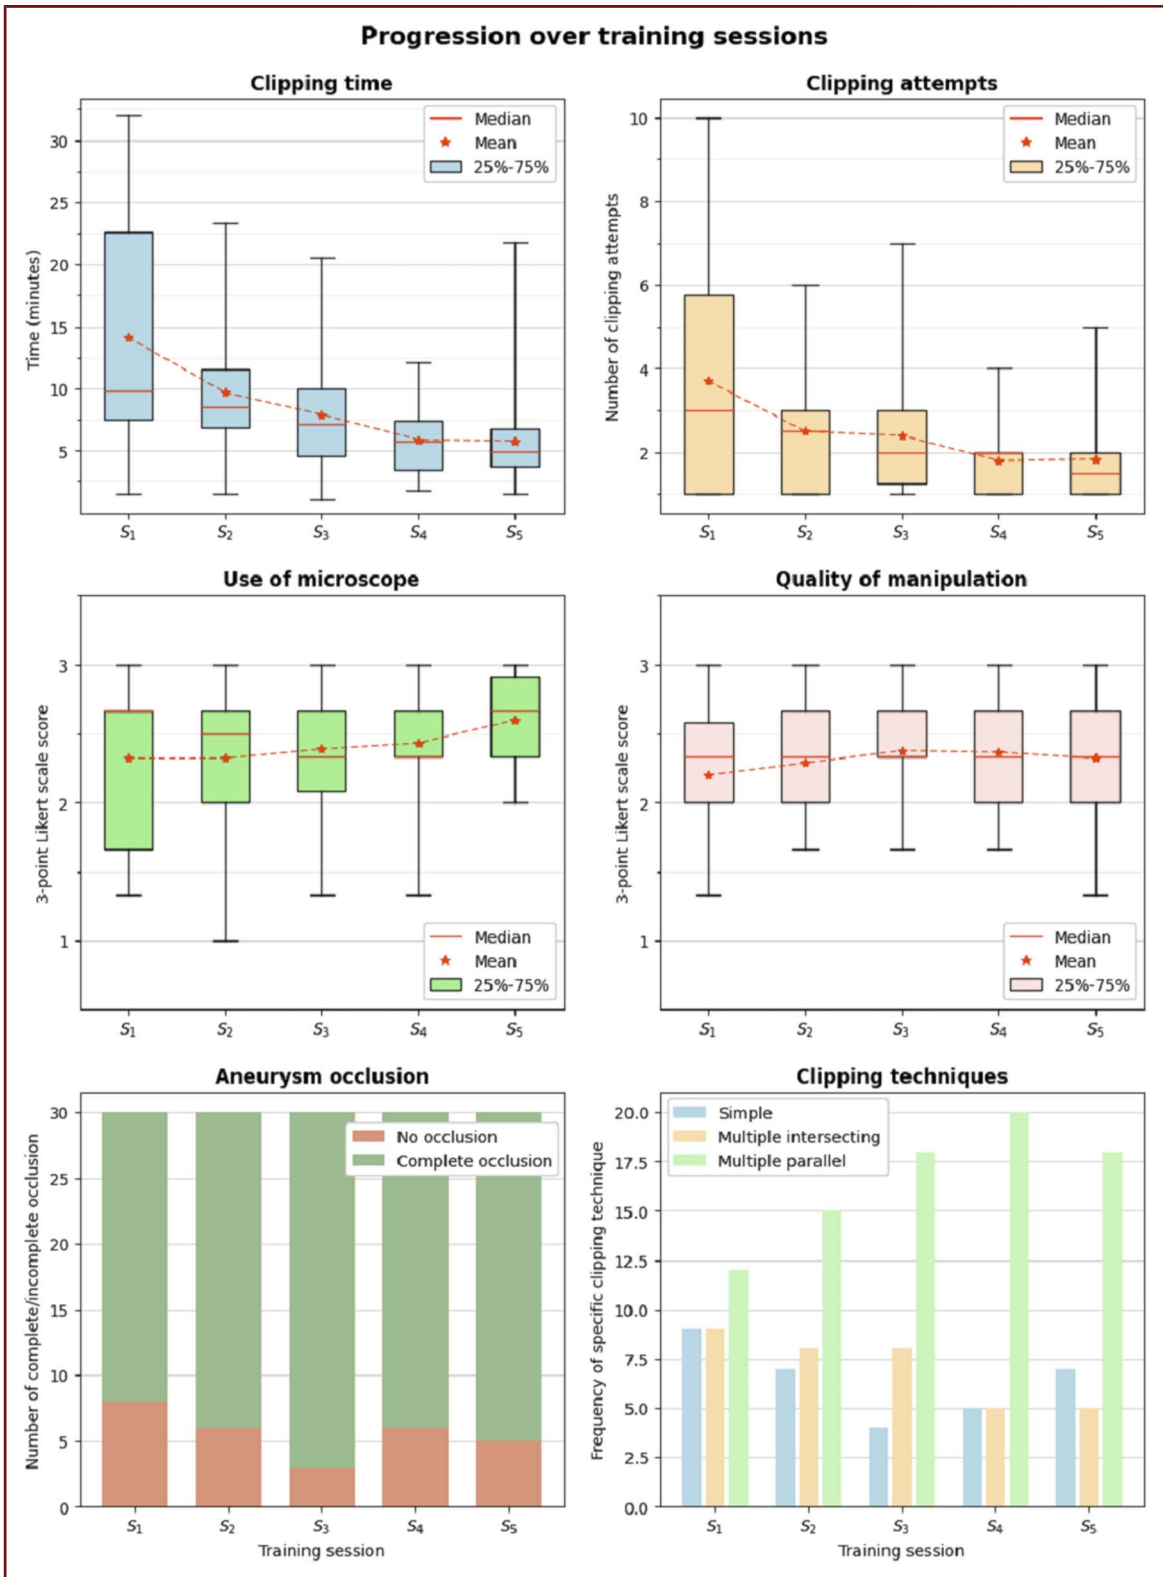 Progression over training sessions
Clipping time
Median
Mean
25%-75%
Time (minutes)
30
25
20
15
10
5
S1
S2
S3
S4
S5
Clipping attempts
Median
Mean
25%-75%
Number of clipping attempts
10
8
6
4
2
S1
S2
S3
S4
S5
Use of microscope
3-point Likert scale score
3
2
1
Median
Mean
25%-75%
S1
S2
S3
S4
S5
Quality of manipulation
3-point Likert scale score
3
2
1
Median
Mean
25%-75%
S1
S2
S3
S4
S5
Aneurysm occlusion
No occlusion
Complete occlusion
Number of complete/incomplete occlusion
30
25
20
15
10
5
0
S1
S2
S3
S4
S5
Training session
Clipping techniques
Simple
Multiple intersecting
Multiple parallel
Frequency of specific clipping technique
20.0
17.5
15.0
12.5
10.0
7.5
5.0
2.5
0.0
S1
S2
S3
S4
S5
Training session